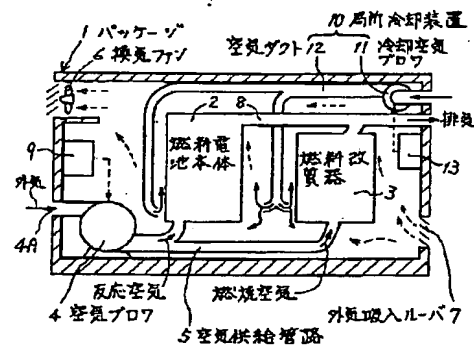 10 局所冷却装置
1 パッケージ
6 換気ファン
空気ダクト
12
11 冷却空気
ブロワ
2
8
排気
燃料電
池本体
燃料改
質器
9
13
3
外気
4A
反応空気
燃焼空気
4 空気ブロワ
外気吸入ルーバ 7
5 空気供給管路